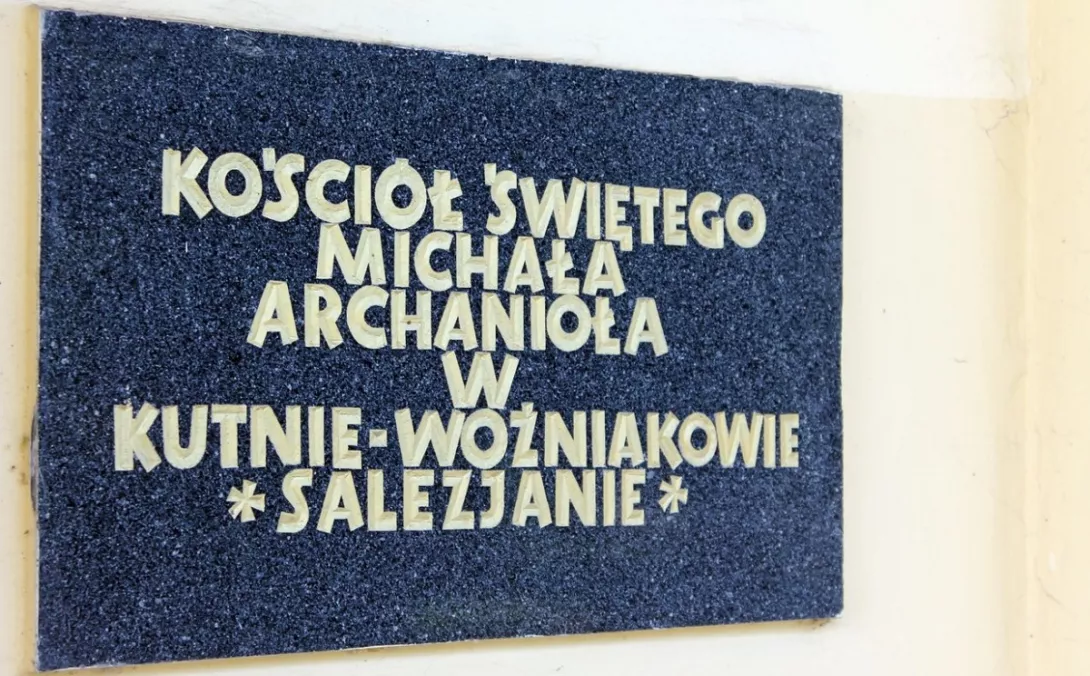 KOŚCIÓŁ ŚWIĘTEGO
MICHAŁA
ARCHANIOŁA
W
KUTNIE-WOŹNIAKOWIE
* SALEZJANIE *